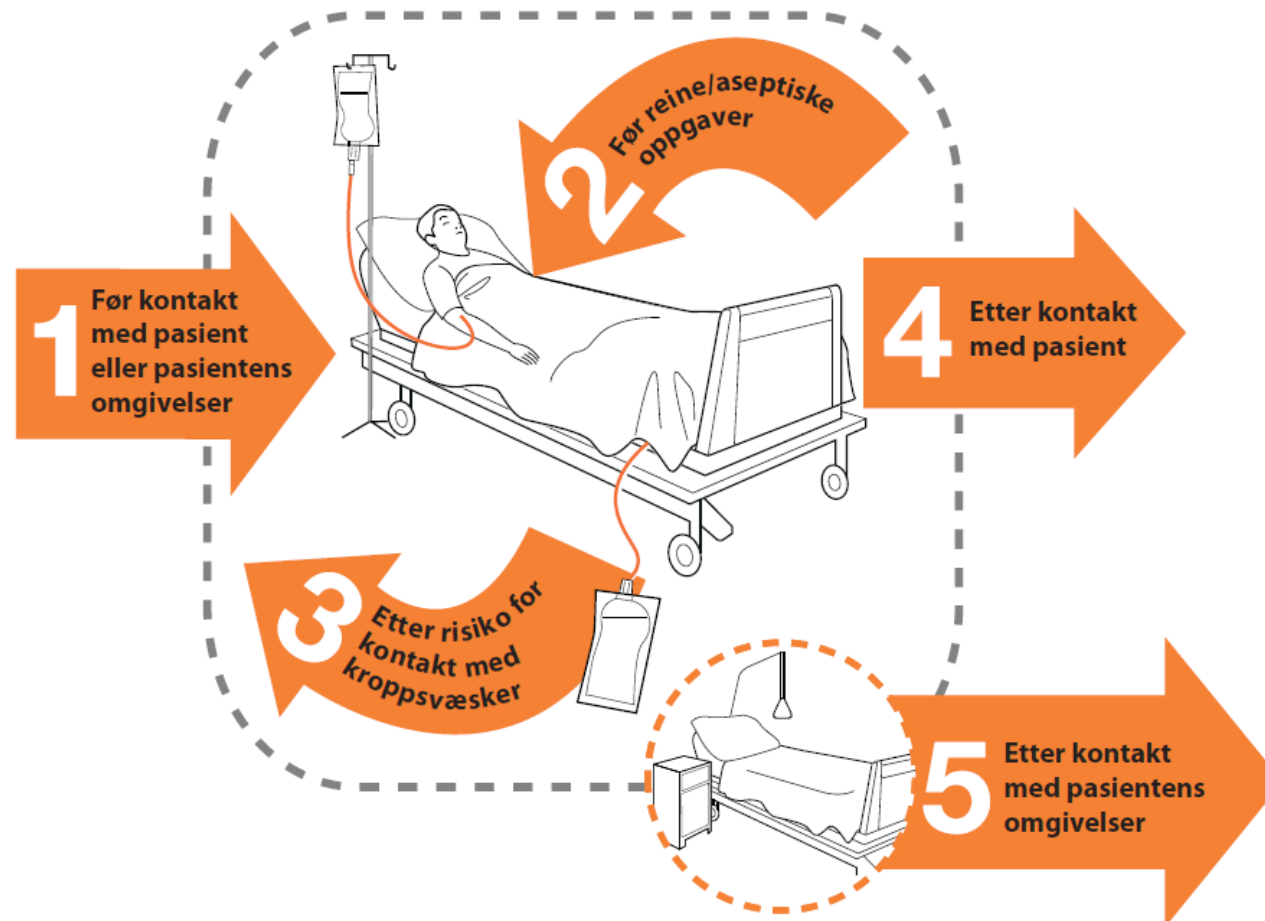 1
Før kontakt
med pasient
eller pasientens
omgivelser
2
Før reine/aseptiske
oppgaver
3
Etter risiko for
kontakt med
kroppsvæsker
4
Etter kontakt
med pasient
5
Etter kontakt
med pasientens
omgivelser